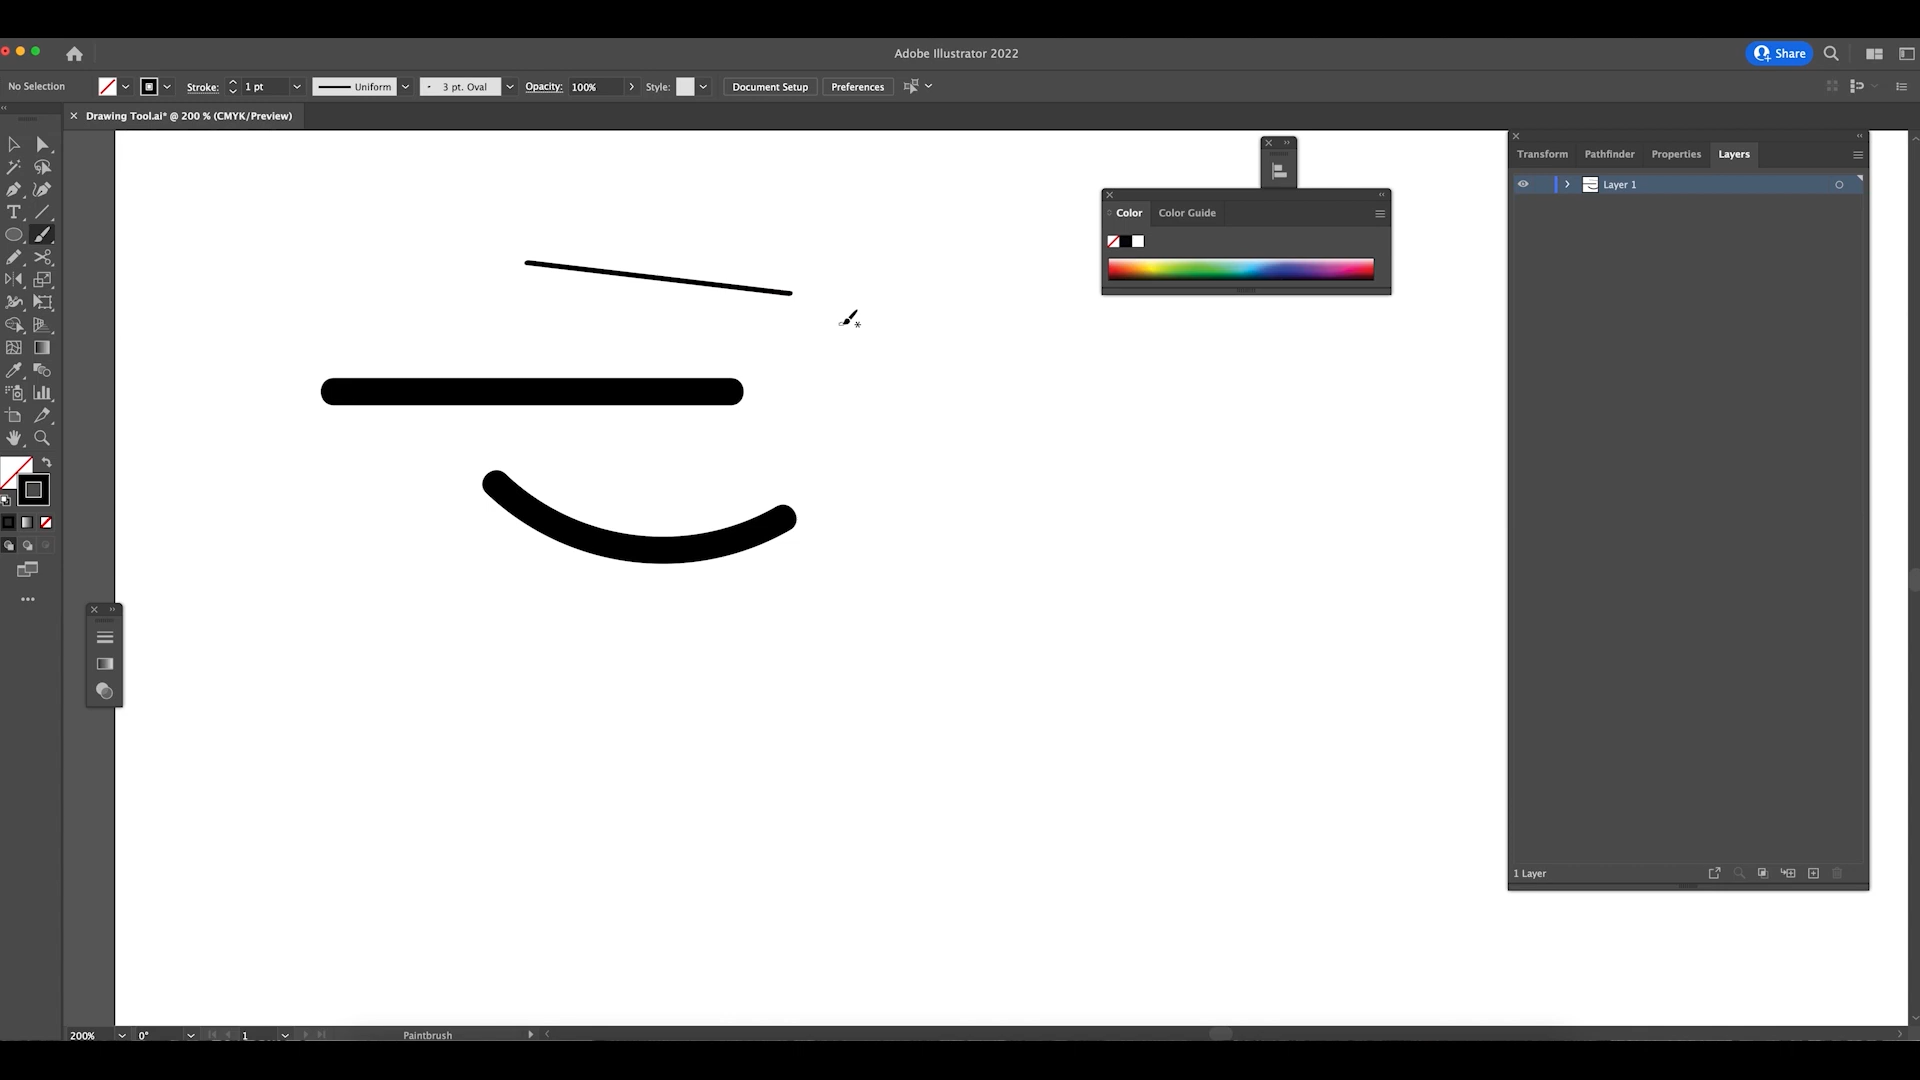 Adobe Illustrator 2022
Share
No Selection
Stroke: 1 pt
Uniform
3 pt. Oval
Opacity: 100%
Style:
Document Setup
Preferences
Drawing Tool.ai* @ 200 % (CMYK/Preview)
Transform Pathfinder Properties Layers
Layer 1
Color Color Guide
1 Layer
200% 0° 1 Paintbrush